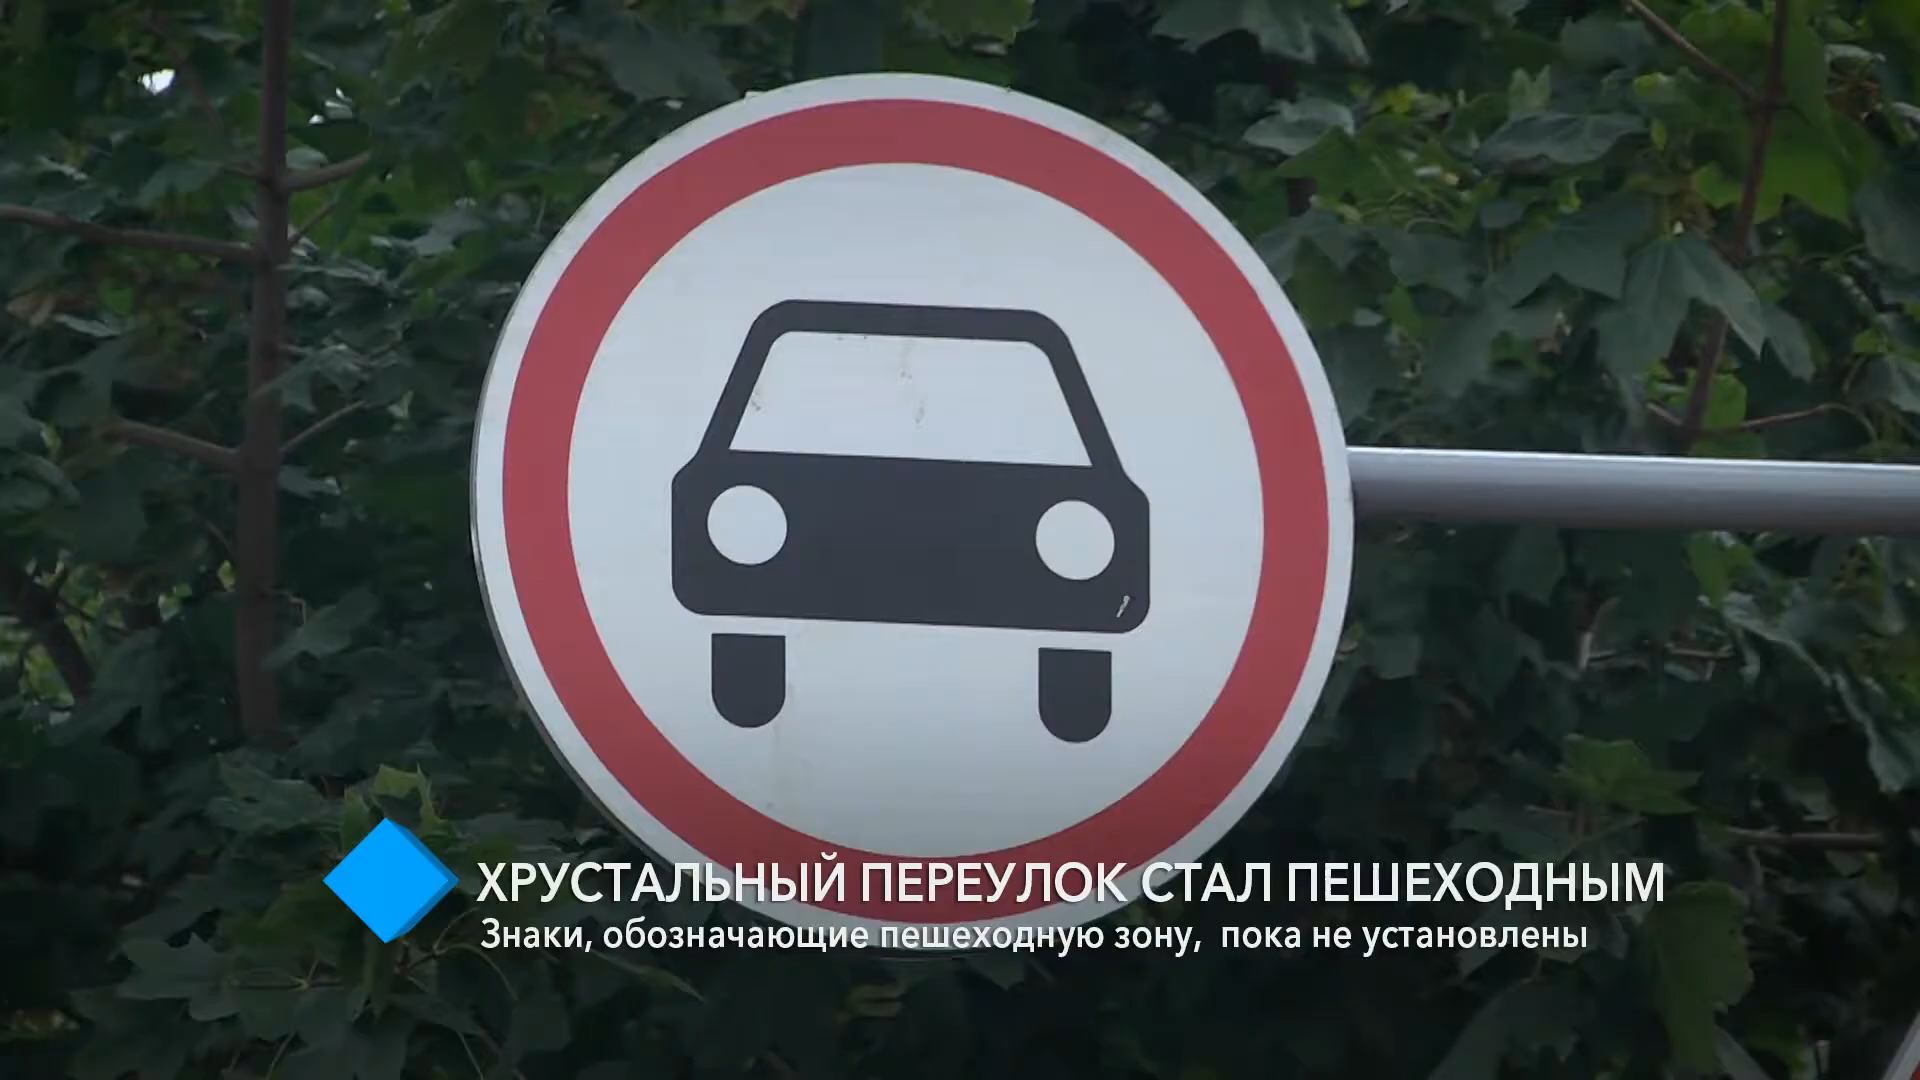 ХРУСТАЛЬНЫЙ ПЕРЕУЛОК СТАЛ ПЕШЕХОДНЫМ
Знаки, обозначающие пешеходную зону, пока не установлены